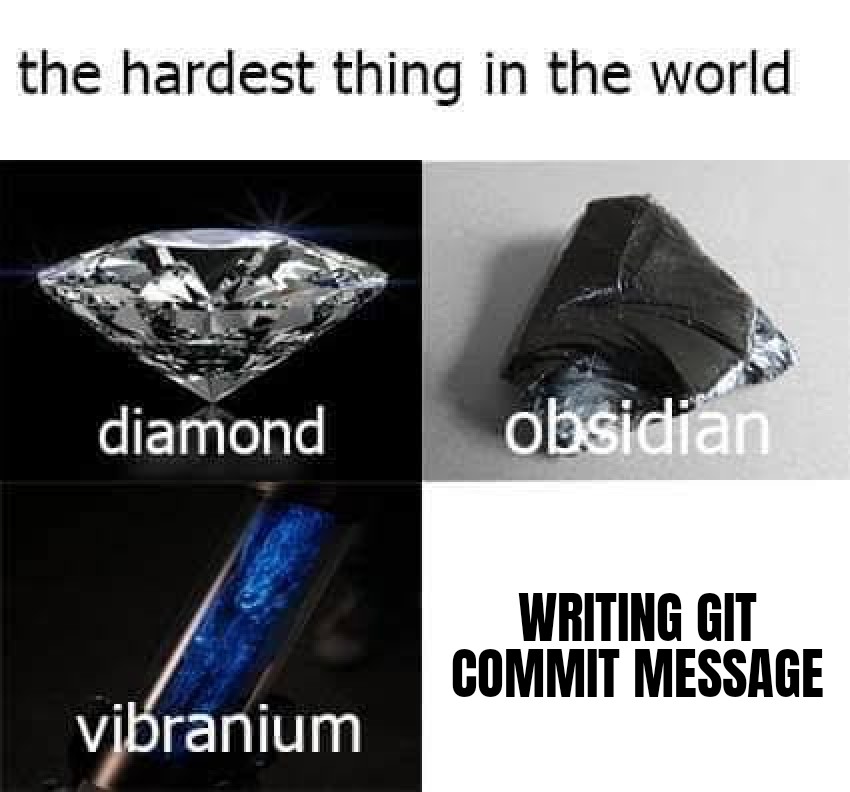 the hardest thing in the world
diamond
obsidian
vibranium
WRITING GIT
COMMIT MESSAGE